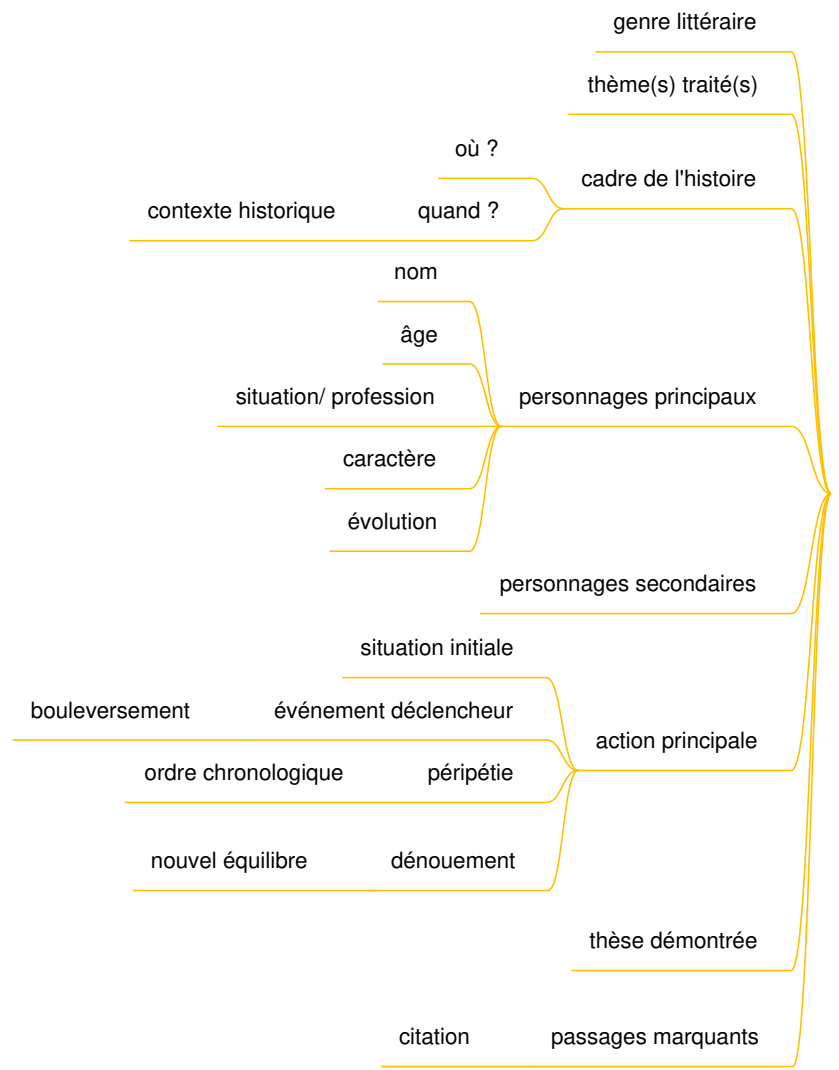 genre littéraire
thème(s) traité(s)
où ?
cadre de l'histoire
contexte historique quand ?
nom
âge
situation/ profession personnages principaux
caractère
évolution
personnages secondaires
situation initiale
bouleversement événement déclencheur
action principale
ordre chronologique péripétie
nouvel équilibre dénouement
thèse démontrée
citation passages marquants